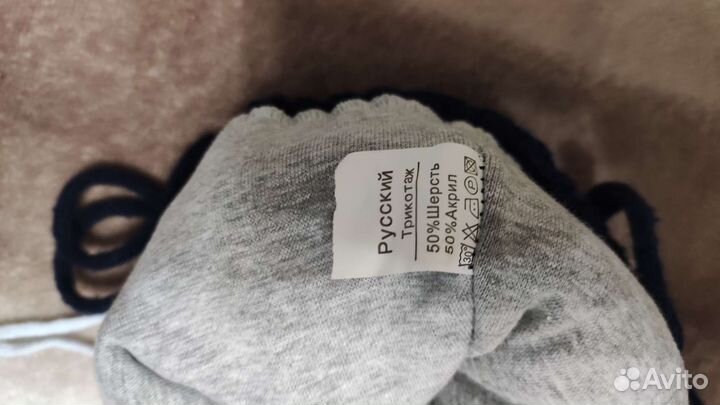 Русский
Трикотаж
50%Шерсть
50%Акрил
30°
Avito